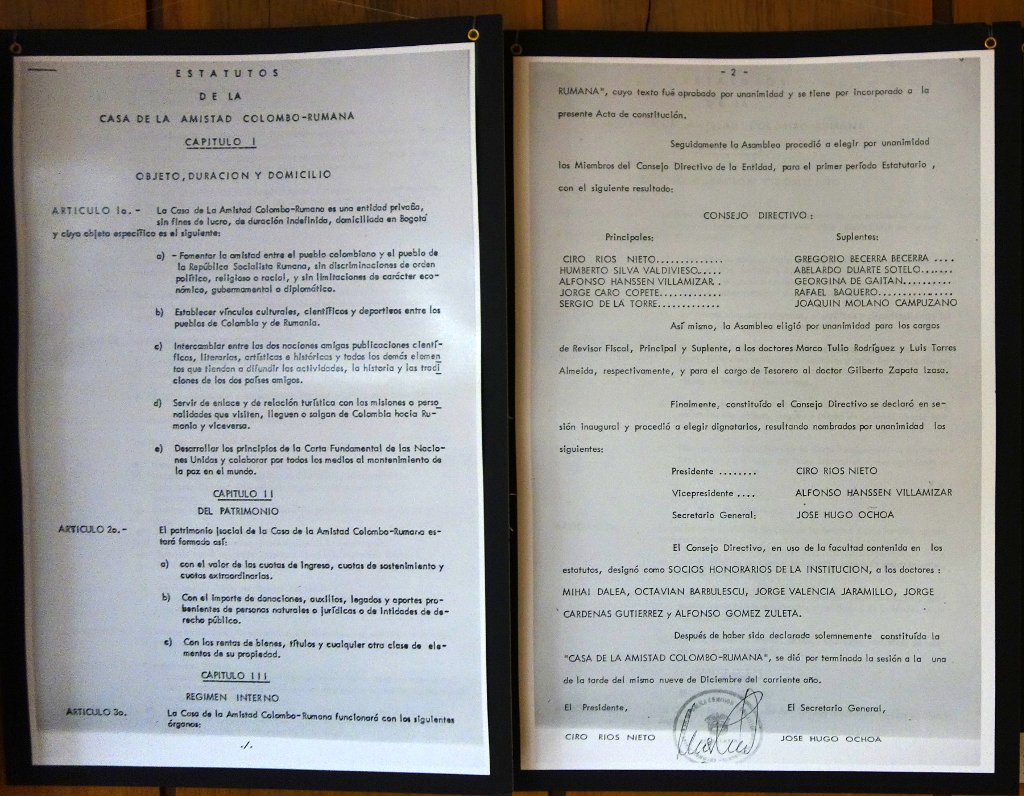 ESTATUTOS
DE LA
CASA DE LA AMISTAD COLOMBO-RUMANA
CAPITULO I
OBJETO, DURACION Y DOMICILIO
ARTICULO 1o.- La Casa de La Amistad Colombo-Rumana es una entidad privada,
sin fines de lucro, de duración indefinida, domiciliada en Bogotá
y cuyo objeto específico es el siguiente:
a) - Fomentar la amistad entre el pueblo colombiano y el pueblo de
la República Socialista Rumana, sin discriminaciones de orden
político, religioso o racial, y sin limitaciones de carácter eco-
nómico, gubernamental o diplomático.
b) Establecer vínculos culturales, científicos y deportivos entre los
pueblos de Colombia y de Rumania.
c) Intercambiar entre las dos naciones amigas publicaciones científi-
ficas, literarias, artísticas e históricas y todos los demás elemen
tos que tiendan a difundir las actividades, la historia y las tradi
ciones de los dos países amigos.
d) Servir de enlace y de relación turística con las misiones o perso
nalidades que visiten, lleguen o salgan de Colombia hacia Ru-
mania y viceversa.
e) Desarrollar los principios de la Carta Fundamental de las Nacio-
nes Unidas y colaborar por todos los medios al mantenimiento de
la paz en el mundo.
CAPITULO II
DEL PATRIMONIO
ARTICULO 2o.- El patrimonio social de la Casa de la Amistad Colombo-Rumana es-
tará formado así:
a) con el valor de las cuotas de ingreso, cuotas de sostenimiento y
cuotas extraordinarias.
b) Con el importe de donaciones, auxilios, legados y aportes pro-
benientes de personas naturales o jurídicas o de intidades de de-
recho público.
c) Con las rentas de bienes, títulos y cualquier otra clase de ele-
mentos de su propiedad.
CAPITULO III
REGIMEN INTERNO
ARTICULO 3o. La Casa de la Amistad Colombo-Rumana funcionará con los siguientes
órganos:
./.
- 2 -
RUMANA", cuyo texto fué aprobado por unanimidad y se tiene por incorporado a la
presente Acta de constitución.
Seguidamente la Asamblea procedió a elegir por unanimidad
los Miembros del Consejo Directivo de la Entidad, para el primer período Estatutario,
con el siguiente resultado:
CONSEJO DIRECTIVO:
Principales: Suplentes:
CIRO RIOS NIETO.............. GREGORIO BECERRA BECERRA ....
HUMBERTO SILVA VALDIVIESO..... ABELARDO DUARTE SOTELO.......
ALFONSO HANSSEN VILLAMIZAR . GEORGINA DE GAITAN..........
JORGE CARO COPETE............. RAFAEL BAQUERO...............
SERGIO DE LA TORRE............. JOAQUIN MOLANO CAMPUZANO
Así mismo, la Asamblea eligió por unanimidad para los cargos
de Revisor Fiscal, Principal y Suplente, a los doctores Marco Tulio Rodríguez y Luis Torres
Almeida, respectivamente, y para el cargo de Tesorero al doctor Gilberto Zapata Izasa.
Finalmente, constituído el Consejo Directivo se declaró en se-
sión inaugural y procedió a elegir dignatarios, resultando nombrados por unanimidad los
siguientes:
Presidente ........ CIRO RIOS NIETO
Vicepresidente .... ALFONSO HANSSEN VILLAMIZAR
Secretario General: JOSE HUGO OCHOA
El Consejo Directivo, en uso de la facultad contenida en los
estatutos, designó como SOCIOS HONORARIOS DE LA INSTITUCION, a los doctores :
MIHAI DALEA, OCTAVIAN BARBULESCU, JORGE VALENCIA JARAMILLO, JORGE
CARDENAS GUTIERREZ y ALFONSO GOMEZ ZULETA.
Después de haber sido declarada solemnemente constituída la
"CASA DE LA AMISTAD COLOMBO-RUMANA", se dió por terminada la sesión a la una
de la tarde del mismo nueve de Diciembre del corriente año.
El Presidente, El Secretario General,
CIRO RIOS NIETO JOSE HUGO OCHOA